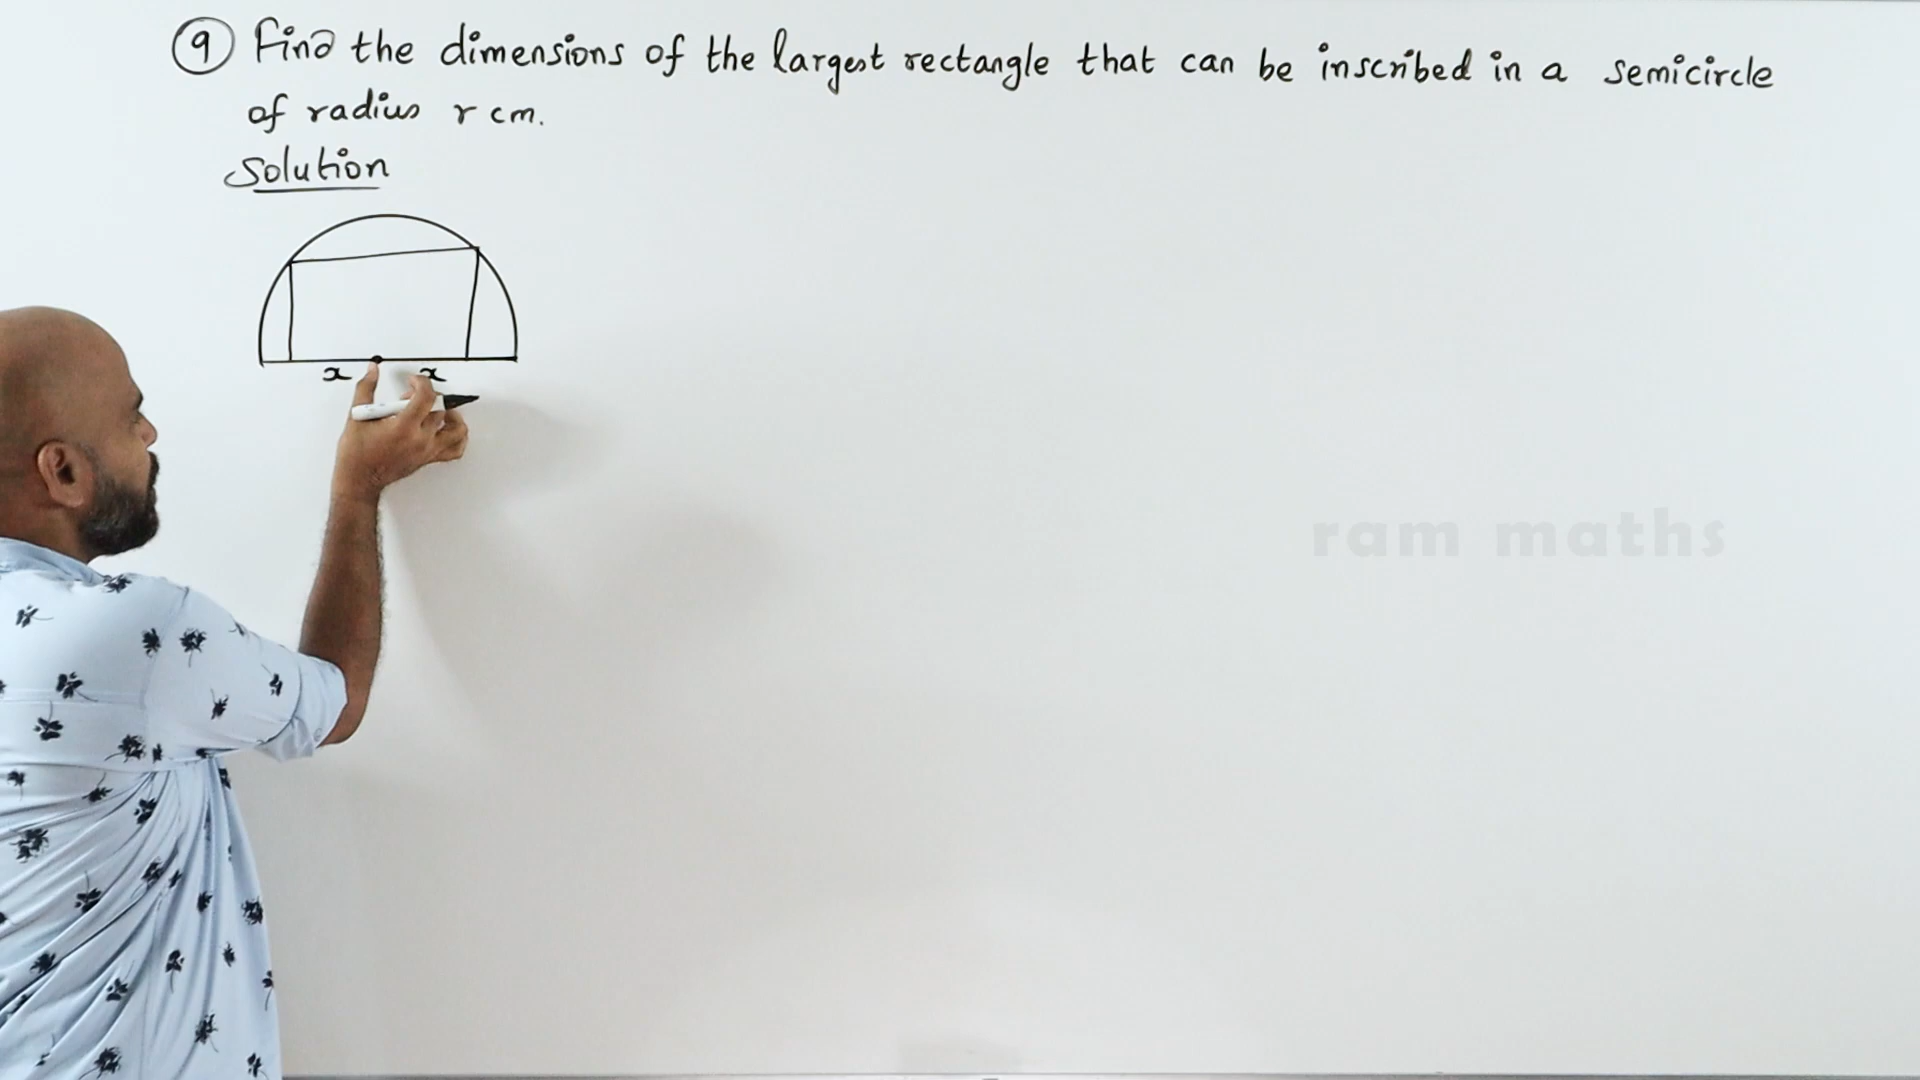 9 Find the dimensions of the largest rectangle that can be inscribed in a semicircle
of radius r cm.
Solution
x x
ram maths